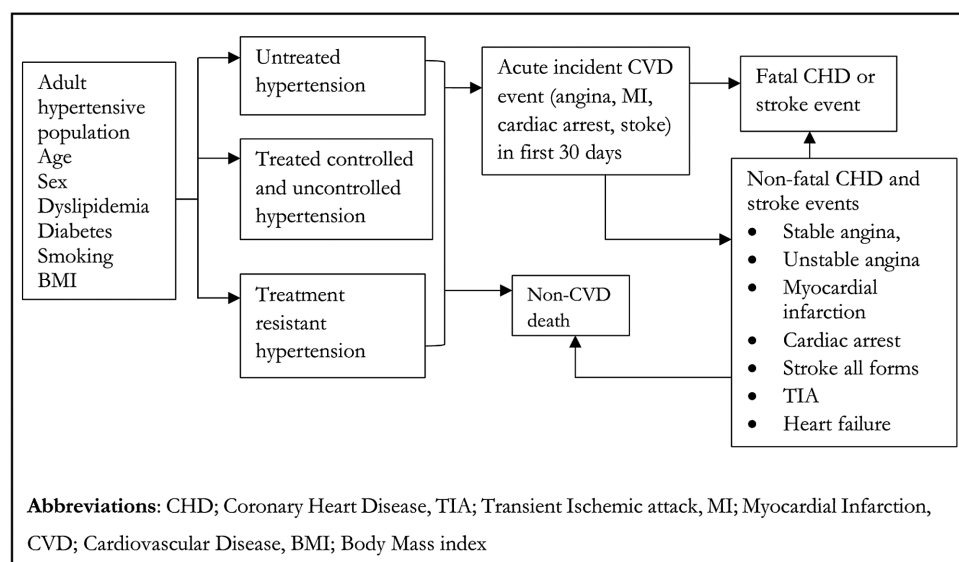 Adult
hypertensive
population
Age
Sex
Dyslipidemia
Diabetes
Smoking
BMI
Untreated
hypertension
Treated controlled
and uncontrolled
hypertension
Treatment
resistant
hypertension
Acute incident CVD
event (angina, MI,
cardiac arrest, stoke)
in first 30 days
Non-CVD
death
Fatal CHD or
stroke event
Non-fatal CHD and
stroke events
● Stable angina,
● Unstable angina
● Myocardial
infarction
● Cardiac arrest
● Stroke all forms
● TIA
● Heart failure
Abbreviations: CHD; Coronary Heart Disease, TIA; Transient Ischemic attack, MI; Myocardial Infarction,
CVD; Cardiovascular Disease, BMI; Body Mass index